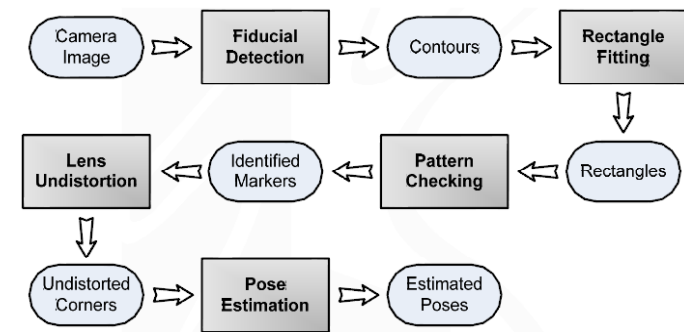 Camera
Image
Fiducial
Detection
Contours
Rectangle
Fitting
Rectangles
Pattern
Checking
Identified
Markers
Lens
Undistortion
Undistorted
Corners
Pose
Estimation
Estimated
Poses